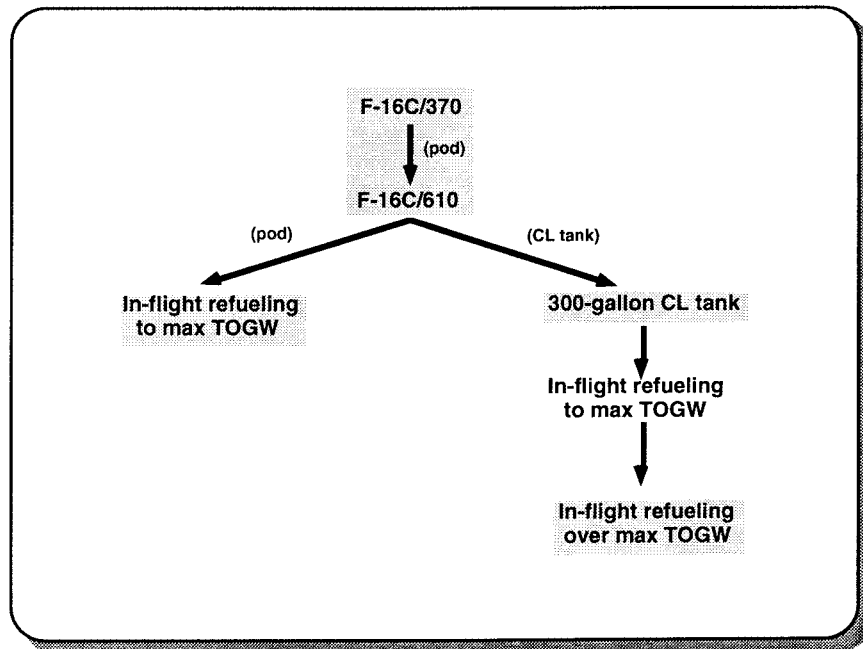 F-16C/370
(pod)
F-16C/610
(pod)
(CL tank)
In-flight refueling
to max TOGW
300-gallon CL tank
In-flight refueling
to max TOGW
In-flight refueling
over max TOGW